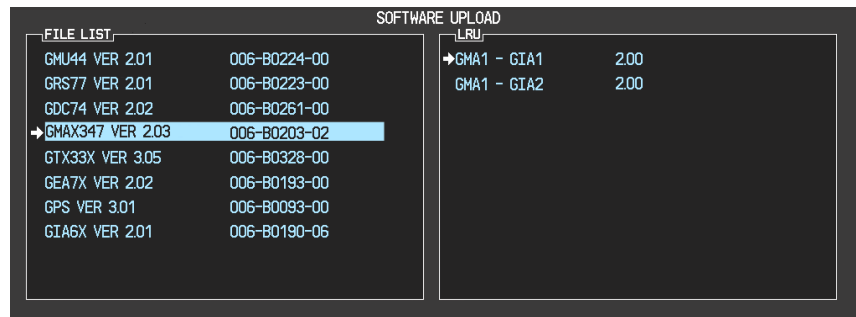 SOFTWARE UPLOAD
FILE LIST
GMU44 VER 2.01 006-B0224-00
GRS77 VER 2.01 006-B0223-00
GDC74 VER 2.02 006-B0261-00
GMAX347 VER 2.03 006-B0203-02
GTX33X VER 3.05 006-B0328-00
GEA7X VER 2.02 006-B0193-00
GPS VER 3.01 006-B0093-00
GIA6X VER 2.01 006-B0190-06
LRU
GMA1 - GIA1 2.00
GMA1 - GIA2 2.00